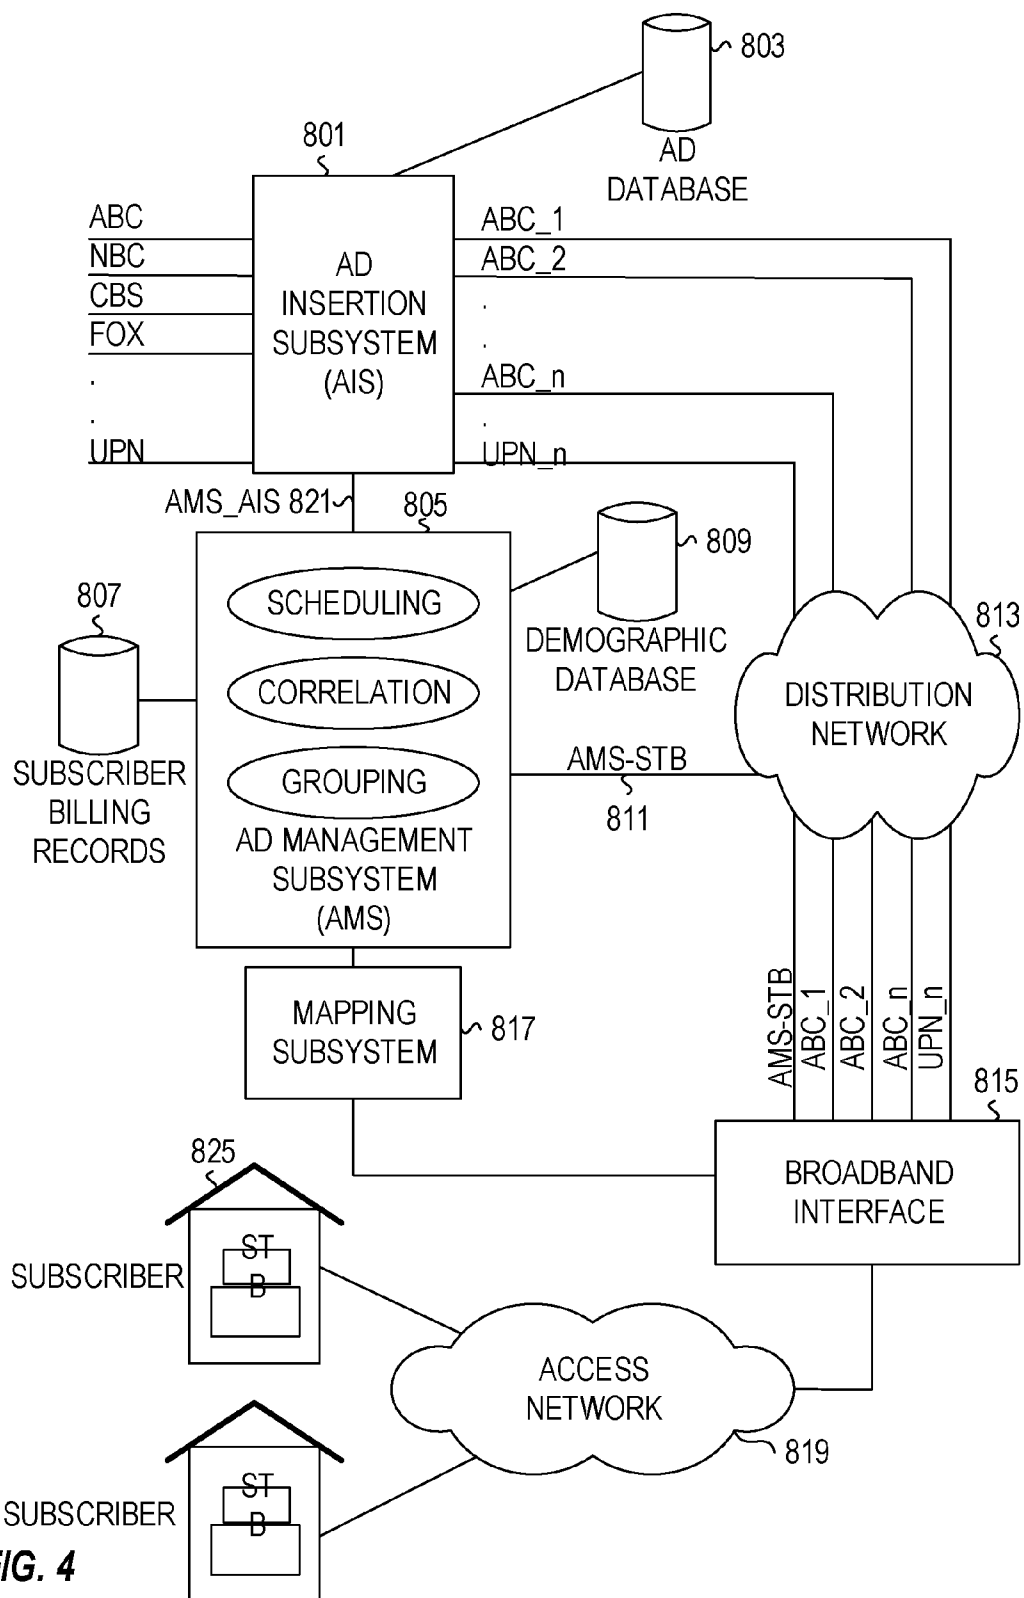 803
AD
DATABASE
801
ABC
NBC
CBS
FOX
.
.
UPN
AD
INSERTION
SUBSYSTEM
(AIS)
ABC_1
ABC_2
.
.
ABC_n
.
UPN_n
AMS_AIS 821
805
809
DEMOGRAPHIC
DATABASE
807
SUBSCRIBER
BILLING
RECORDS
SCHEDULING
CORRELATION
GROUPING
AD MANAGEMENT
SUBSYSTEM
(AMS)
AMS-STB
811
813
DISTRIBUTION
NETWORK
MAPPING
SUBSYSTEM
817
AMS-STB
ABC_1
ABC_2
ABC_n
UPN_n
815
BROADBAND
INTERFACE
825
SUBSCRIBER
ST
B
ACCESS
NETWORK
819
SUBSCRIBER
ST
B
FIG. 4